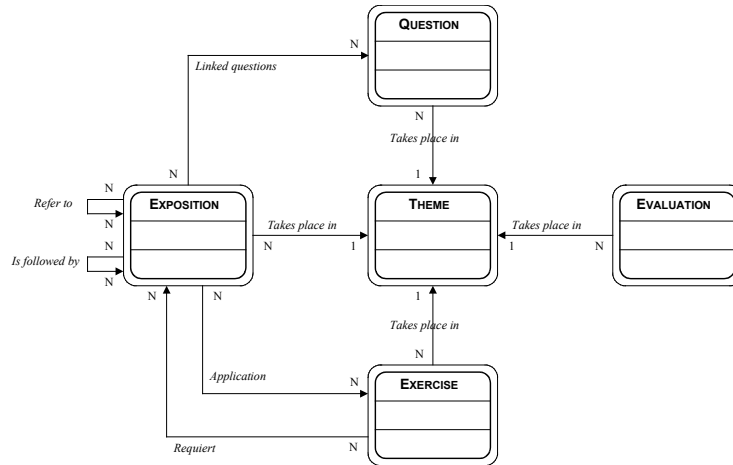 QUESTION
N
Linked questions
N
Takes place in
N
N
1
Refer to
N
EXPOSITION
Takes place in
N
1
THEME
Takes place in
1
N
EVALUATION
N
Is followed by
N
N
N
1
Takes place in
N
Application
N
EXERCISE
Requiert
N